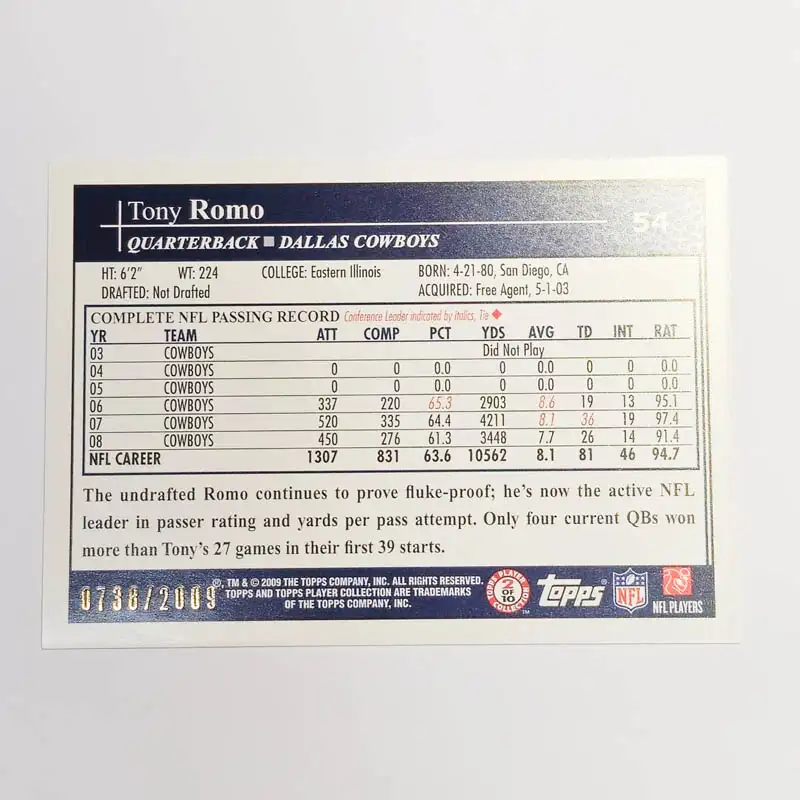 Tony Romo
54
QUARTERBACK ■ DALLAS COWBOYS
HT: 6'2" WT: 224 COLLEGE: Eastern Illinois BORN: 4-21-80, San Diego, CA
DRAFTED: Not Drafted ACQUIRED: Free Agent, 5-1-03
COMPLETE NFL PASSING RECORD Conference Leader indicated by Italics, Tie ◆
YR TEAM ATT COMP PCT YDS AVG TD INT RAT
03 COWBOYS Did Not Play
04 COWBOYS 0 0 0.0 0 0.0 0 0 0.0
05 COWBOYS 0 0 0.0 0 0.0 0 0 0.0
06 COWBOYS 337 220 65.3 2903 8.6 19 13 95.1
07 COWBOYS 520 335 64.4 4211 8.1 36 19 97.4
08 COWBOYS 450 276 61.3 3448 7.7 26 14 91.4
NFL CAREER 1307 831 63.6 10562 8.1 81 46 94.7
The undrafted Romo continues to prove fluke-proof; he's now the active NFL
leader in passer rating and yards per pass attempt. Only four current QBs won
more than Tony's 27 games in their first 39 starts.
0738/2009
®, TM & © 2009 THE TOPPS COMPANY, INC. ALL RIGHTS RESERVED.
TOPPS AND TOPPS PLAYER COLLECTION ARE TRADEMARKS
OF THE TOPPS COMPANY, INC.
TOPPS PLAYER COLLECTION
2 OF 10
TM
topps®
NFL
NFL PLAYERS